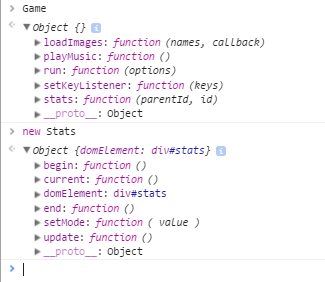 Game
Object {}
loadImages: function (names, callback)
playMusic: function ()
run: function (options)
setKeyListener: function (keys)
stats: function (parentId, id)
__proto__: Object
new Stats
Object {domElement: div#stats}
begin: function ()
current: function ()
domElement: div#stats
end: function ()
setMode: function ( value )
update: function ()
__proto__: Object